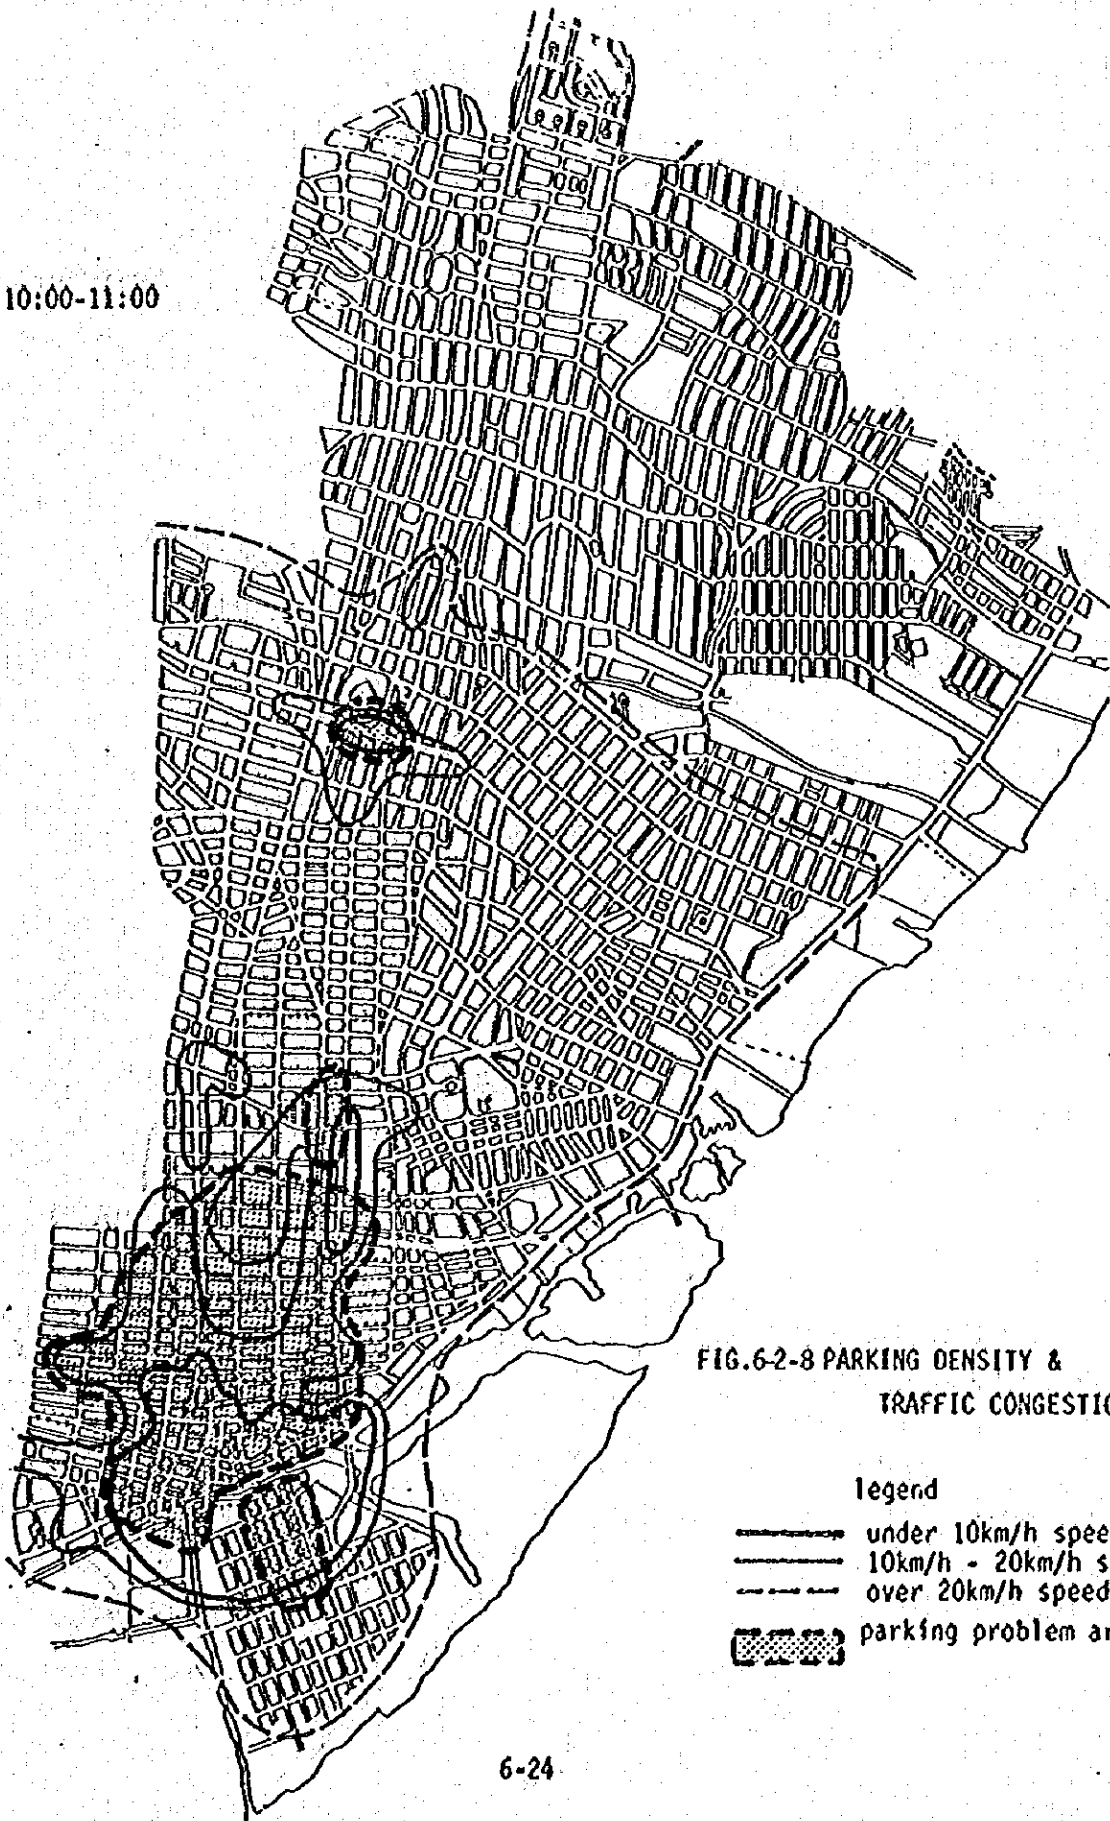 10:00-11:00
FIG.6-2-8 PARKING DENSITY &
TRAFFIC CONGESTIO
legend
under 10km/h spee
10km/h - 20km/h s
over 20km/h speed
parking problem ar
6-24